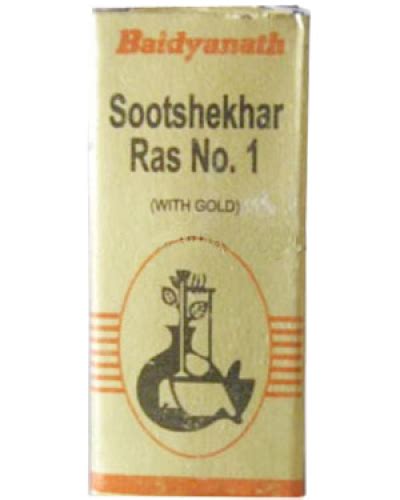 Baidyanath
Sootshekhar
Ras No. 1
(WITH GOLD)